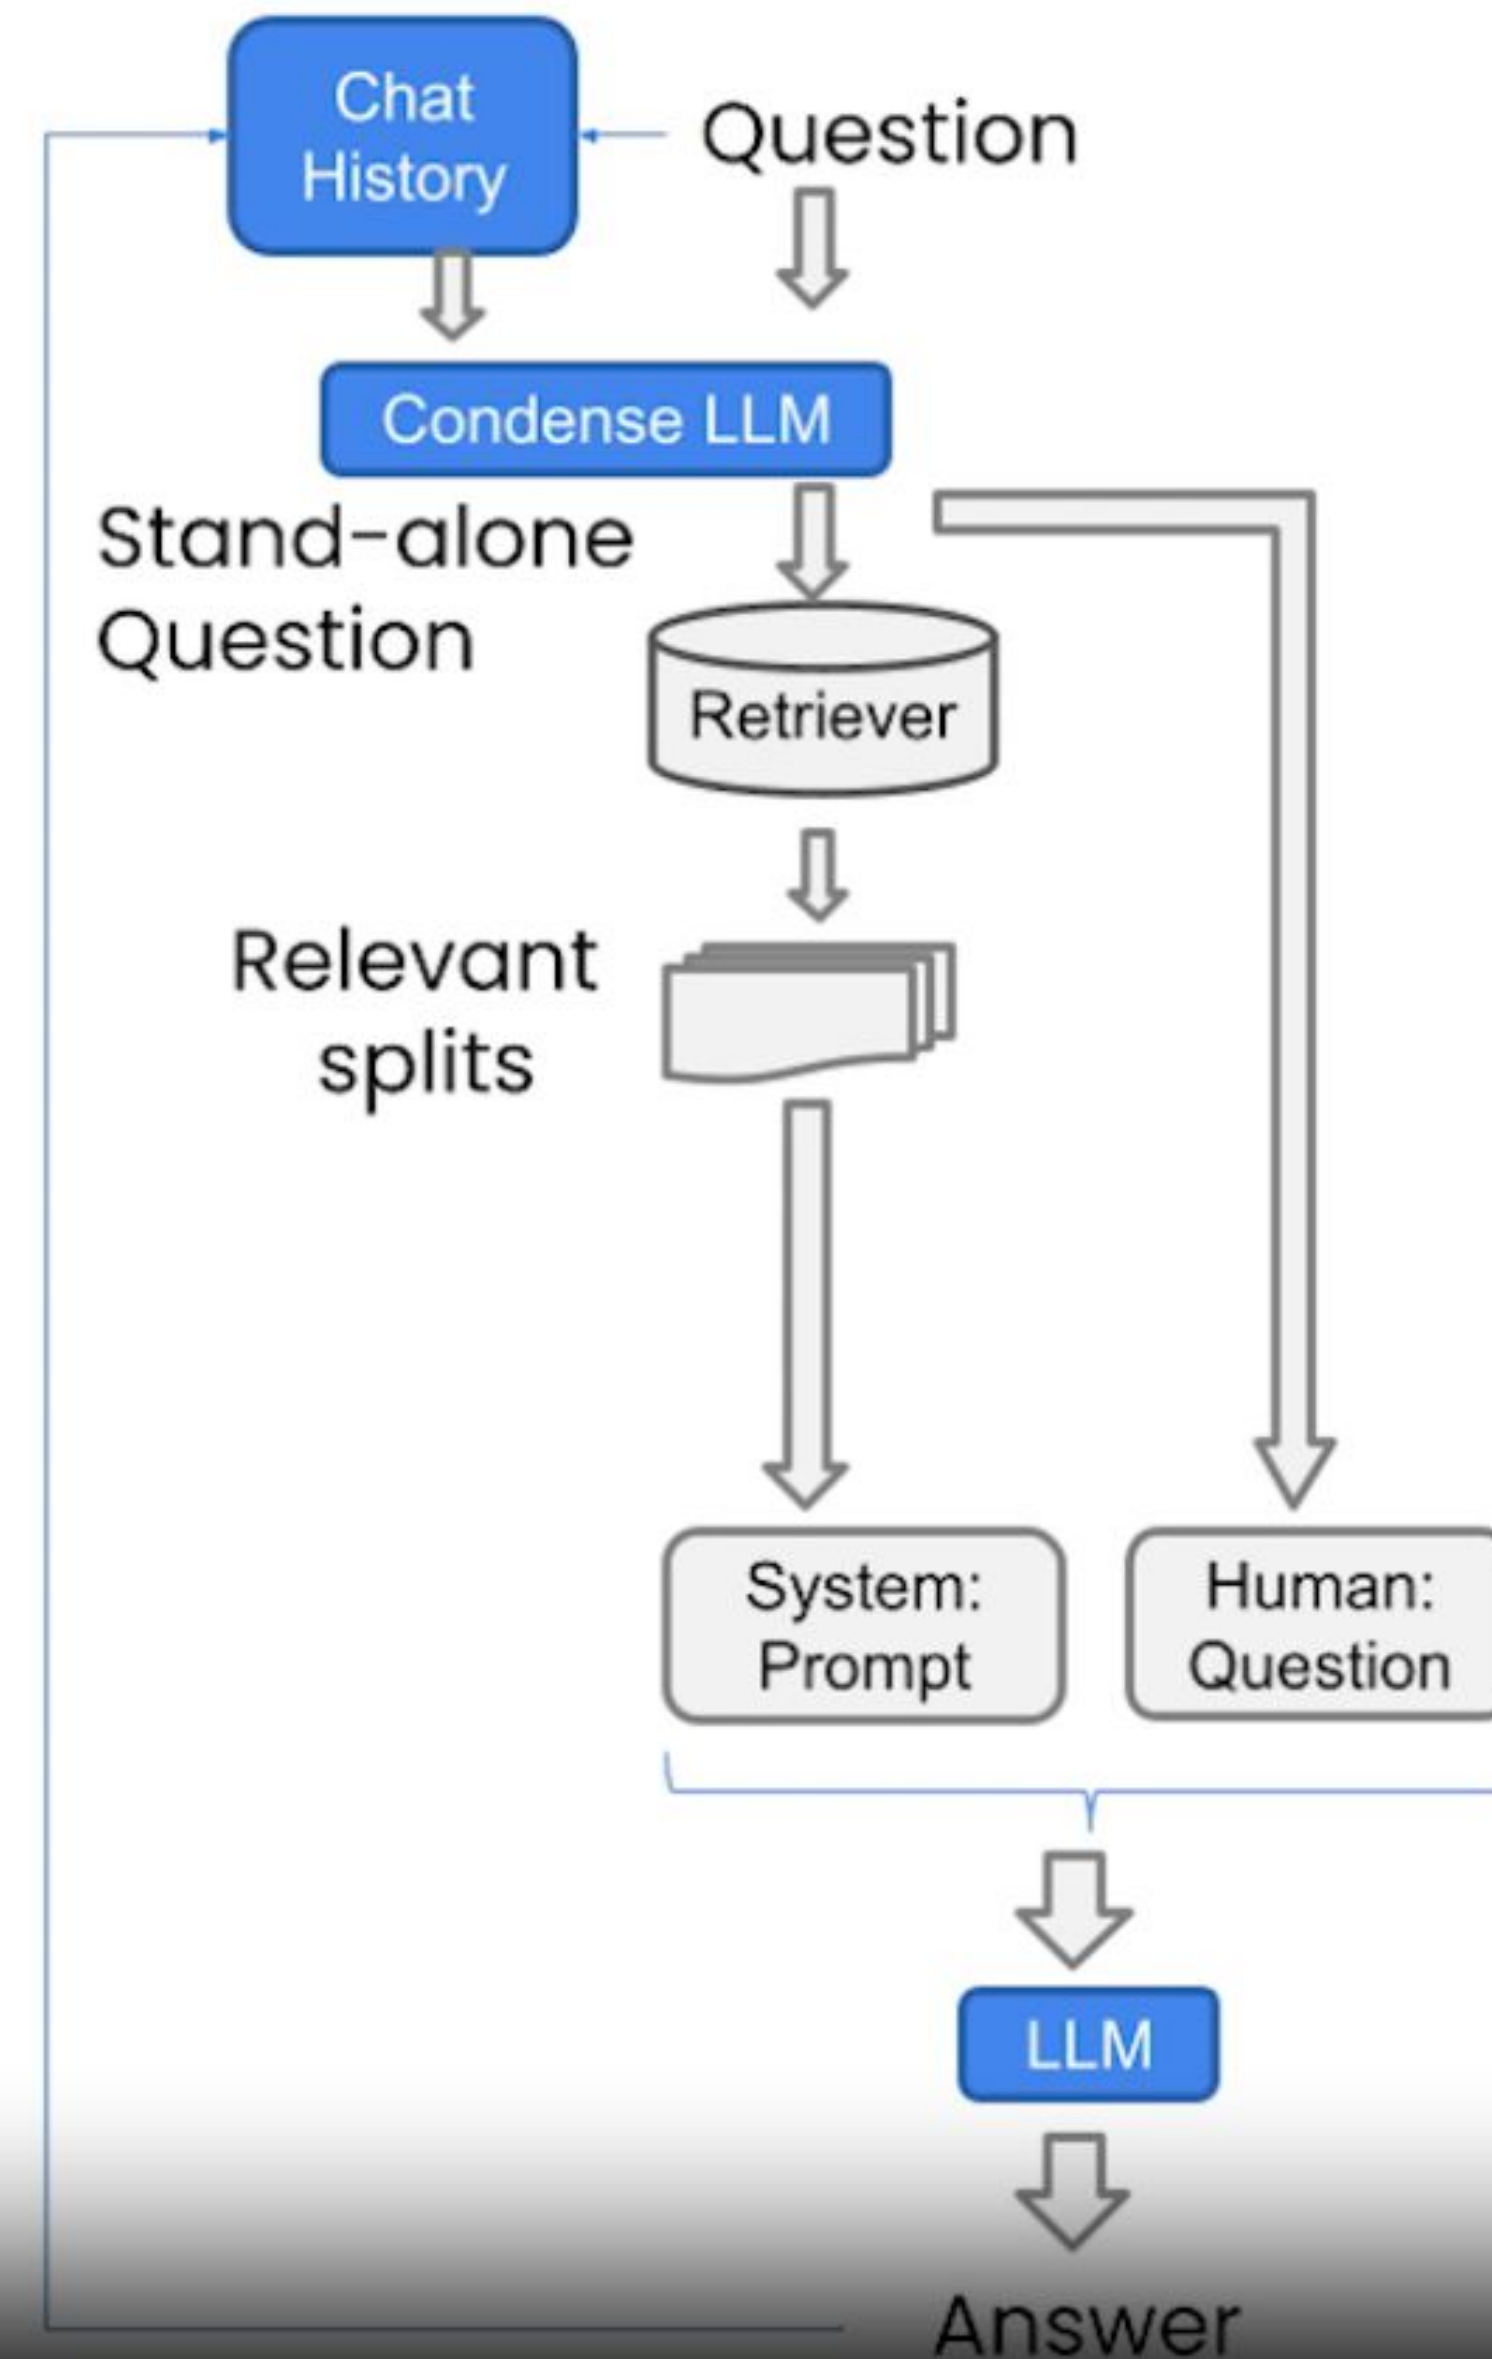 Chat
History
Question
Condense LLM
Stand-alone
Question
Retriever
Relevant
splits
System:
Prompt
Human:
Question
LLM
Answer